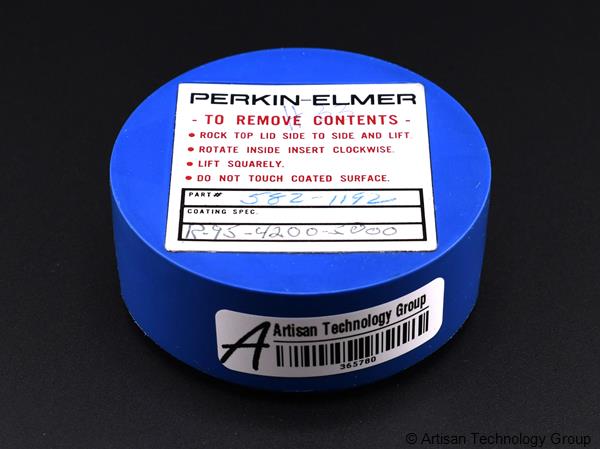 PERKIN-ELMER
- TO REMOVE CONTENTS -
• ROCK TOP LID SIDE TO SIDE AND LIFT.
• ROTATE INSIDE INSERT CLOCKWISE.
• LIFT SQUARELY.
• DO NOT TOUCH COATED SURFACE.
PART# 582-1192
COATING SPEC.
R-95-4200-5000
A Artisan Technology Group
365780
© Artisan Technology Group